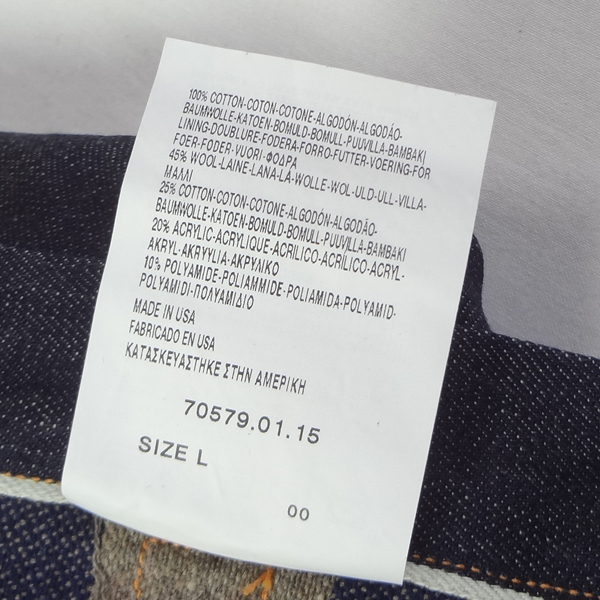 100% COTTON-COTON-COTONE-ALGODÓN-ALGODÃO-
BAUMWOLLE-KATOEN-BOMULD-BOMULL-PUUVILLA-BAMBAKI
LINING-DOUBLURE-FODERA-FORRO-FUTTER-VOERING-FOR
FOER-FODER-VUORI-ΦΟΔΡΑ
45% WOOL-LAINE-LANA-LÃ-WOLLE-WOL-ULD-ULL-VILLA-
ΜΑΛΛΙ
25% COTTON-COTON-COTONE-ALGODÓN-ALGODÃO-
BAUMWOLLE-KATOEN-BOMULD-BOMULL-PUUVILLA-BAMBAKI
20% ACRYLIC-ACRYLIQUE-ACRILICO-ACRÍLICO-ACRYL-
AKRYL-AKRYYLIA-ΑΚΡΥΛΙΚΟ
10% POLYAMIDE-POLIAMMIDE-POLIAMIDA-POLYAMID-
POLYAMIDI-ΠΟΛΥΑΜΙΔΙΟ
MADE IN USA
FABRICADO EN USA
ΚΑΤΑΣΚΕΥΑΣΤΗΚΕ ΣΤΗΝ ΑΜΕΡΙΚΗ
70579.01.15
SIZE L
00